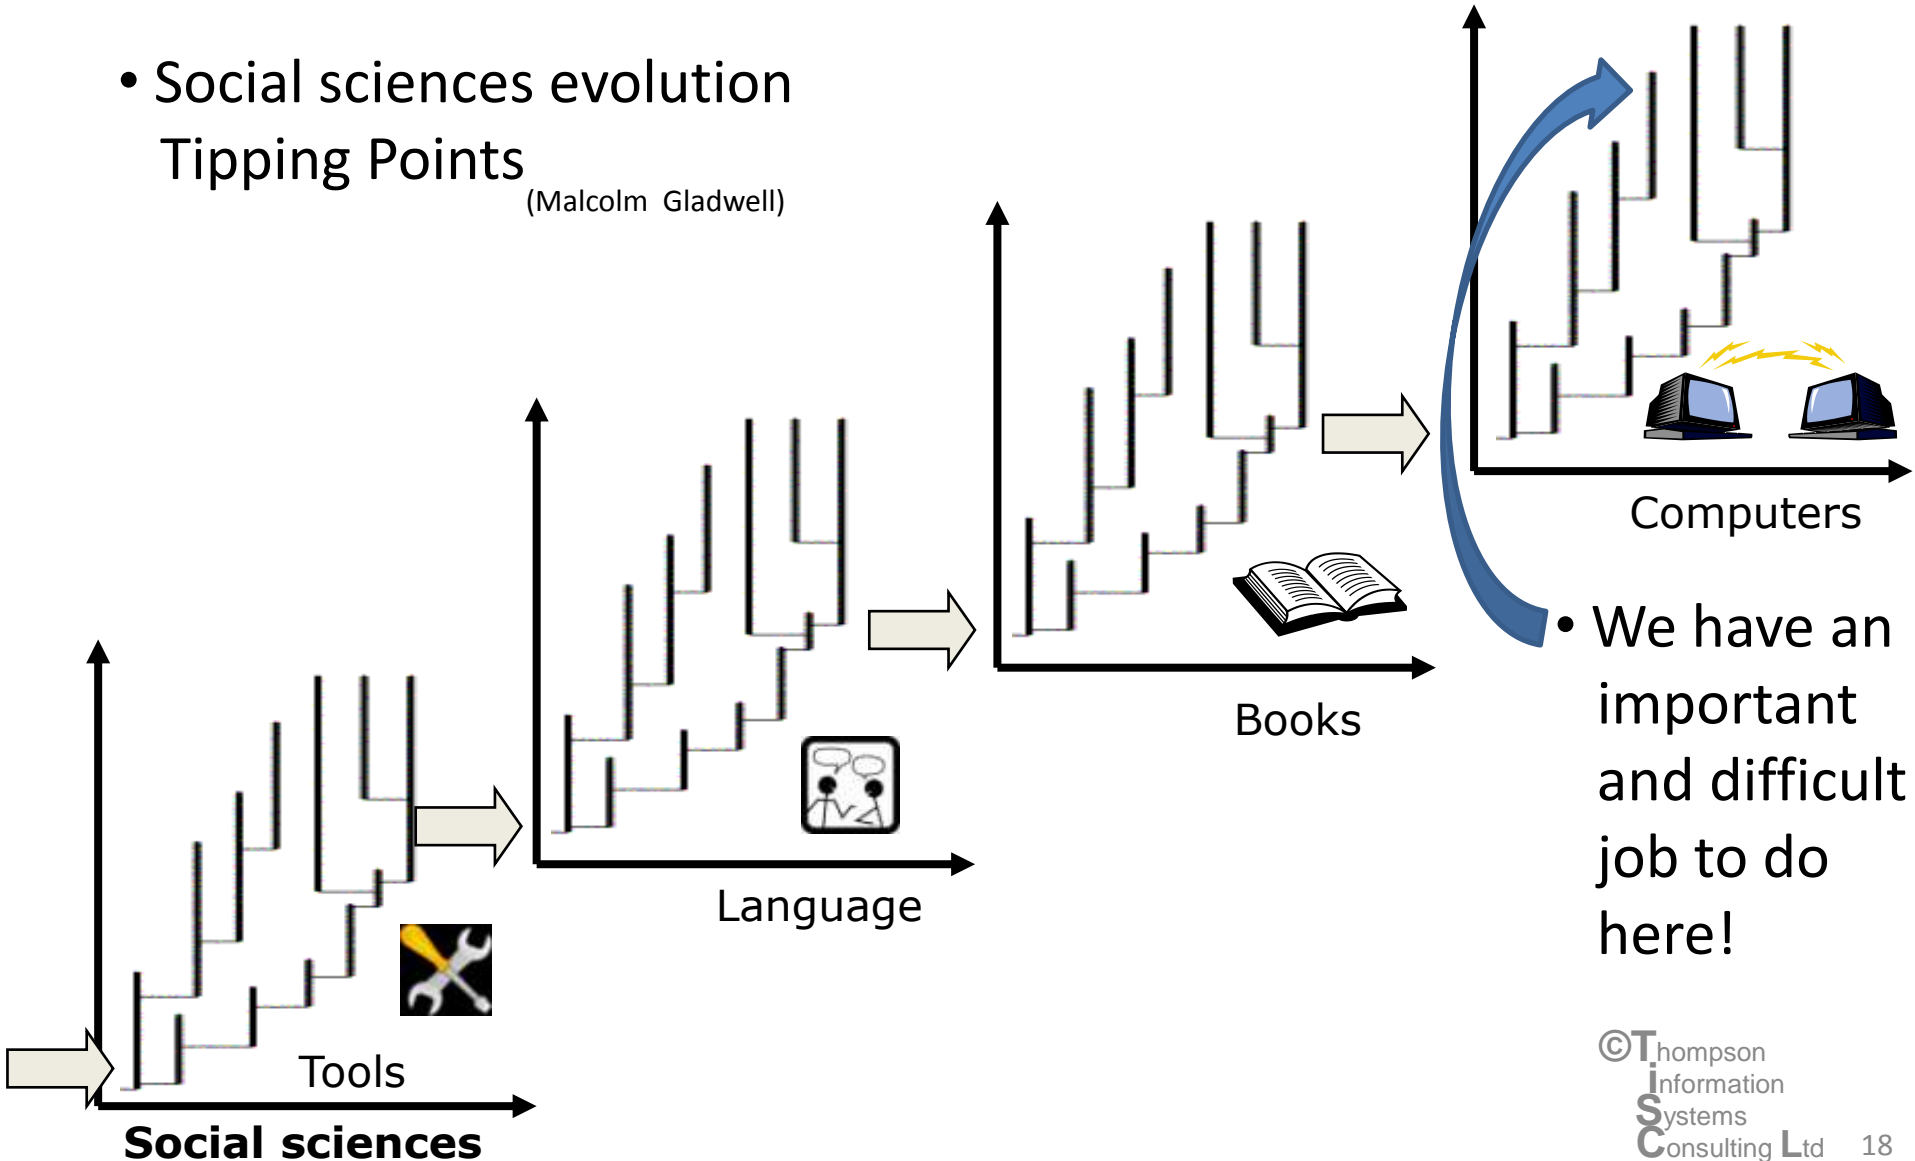 • Social sciences evolution
Tipping Points
(Malcolm Gladwell)
Computers
• We have an
important
and difficult
job to do
here!
Books
Language
Tools
Social sciences
©Thompson
information
Systems
Consulting Ltd 18